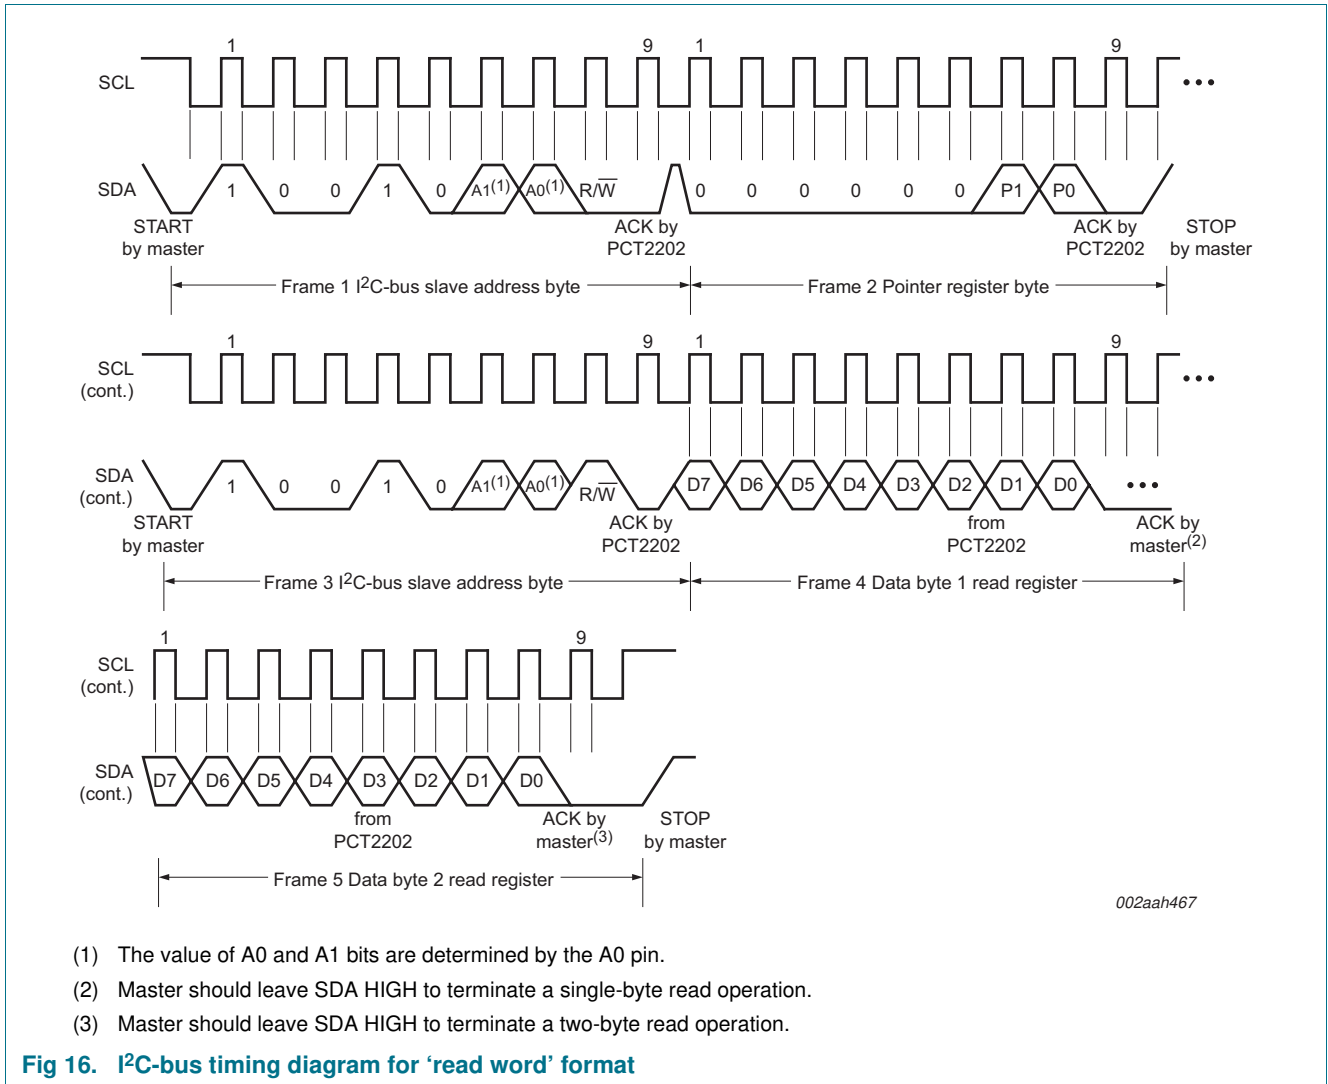 1 9 1 9
SCL
SDA 1 0 0 1 0 A1(1) A0(1) R/W 0 0 0 0 0 0 P1 P0
START by master
ACK by PCT2202
ACK by PCT2202
STOP by master
Frame 1 I2C-bus slave address byte
Frame 2 Pointer register byte
1 9 1 9
SCL (cont.)
SDA (cont.) 1 0 0 1 0 A1(1) A0(1) R/W D7 D6 D5 D4 D3 D2 D1 D0
START by master
ACK by PCT2202
from PCT2202
ACK by master(2)
Frame 3 I2C-bus slave address byte
Frame 4 Data byte 1 read register
1 9
SCL (cont.)
SDA (cont.) D7 D6 D5 D4 D3 D2 D1 D0
from PCT2202
ACK by master(3)
STOP by master
Frame 5 Data byte 2 read register
002aah467
(1) The value of A0 and A1 bits are determined by the A0 pin.
(2) Master should leave SDA HIGH to terminate a single-byte read operation.
(3) Master should leave SDA HIGH to terminate a two-byte read operation.
Fig 16. I2C-bus timing diagram for ‘read word’ format